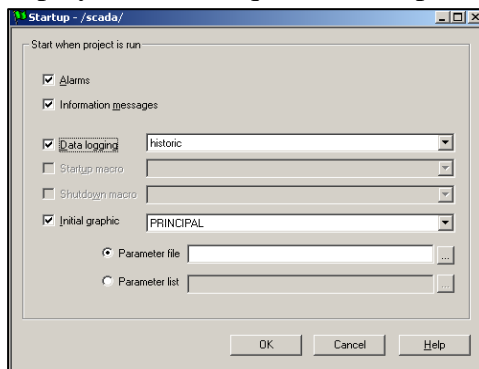 Startup - /scada/
Start when project is run
Alarms
Information messages
Data logging historic
Startup macro
Shutdown macro
Initial graphic PRINCIPAL
Parameter file ...
Parameter list ...
OK Cancel Help